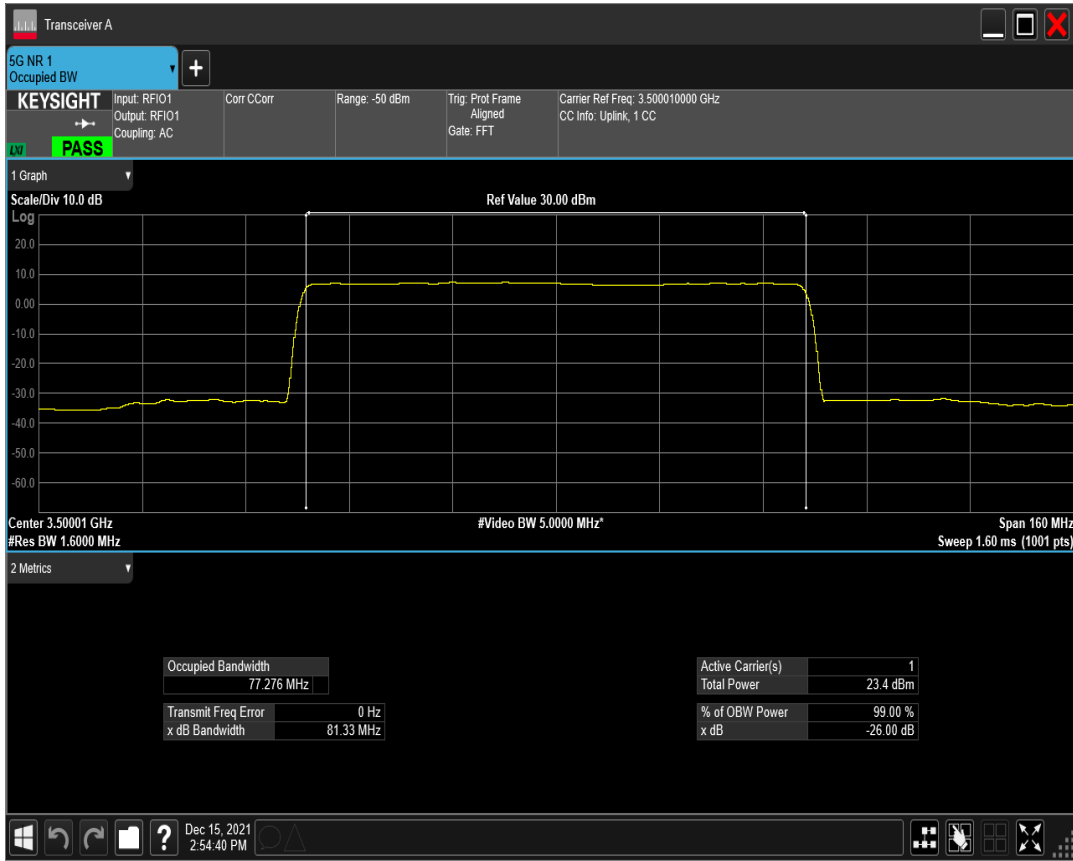 Transceiver A
5G NR 1
Occupied BW
KEYSIGHT
LXI
PASS
Input: RFIO1
Output: RFIO1
Coupling: AC
Corr CCorr
Range: -50 dBm
Trig: Prot Frame
Aligned
Gate: FFT
Carrier Ref Freq: 3.500010000 GHz
CC Info: Uplink, 1 CC
1 Graph
Scale/Div 10.0 dB
Ref Value 30.00 dBm
Log
20.0
10.0
0.00
-10.0
-20.0
-30.0
-40.0
-50.0
-60.0
Center 3.50001 GHz
#Video BW 5.0000 MHz*
Span 160 MHz
#Res BW 1.6000 MHz
Sweep 1.60 ms (1001 pts)
2 Metrics
Occupied Bandwidth
77.276 MHz
Transmit Freq Error 0 Hz
x dB Bandwidth 81.33 MHz
Active Carrier(s) 1
Total Power 23.4 dBm
% of OBW Power 99.00 %
x dB -26.00 dB
Dec 15, 2021
2:54:40 PM